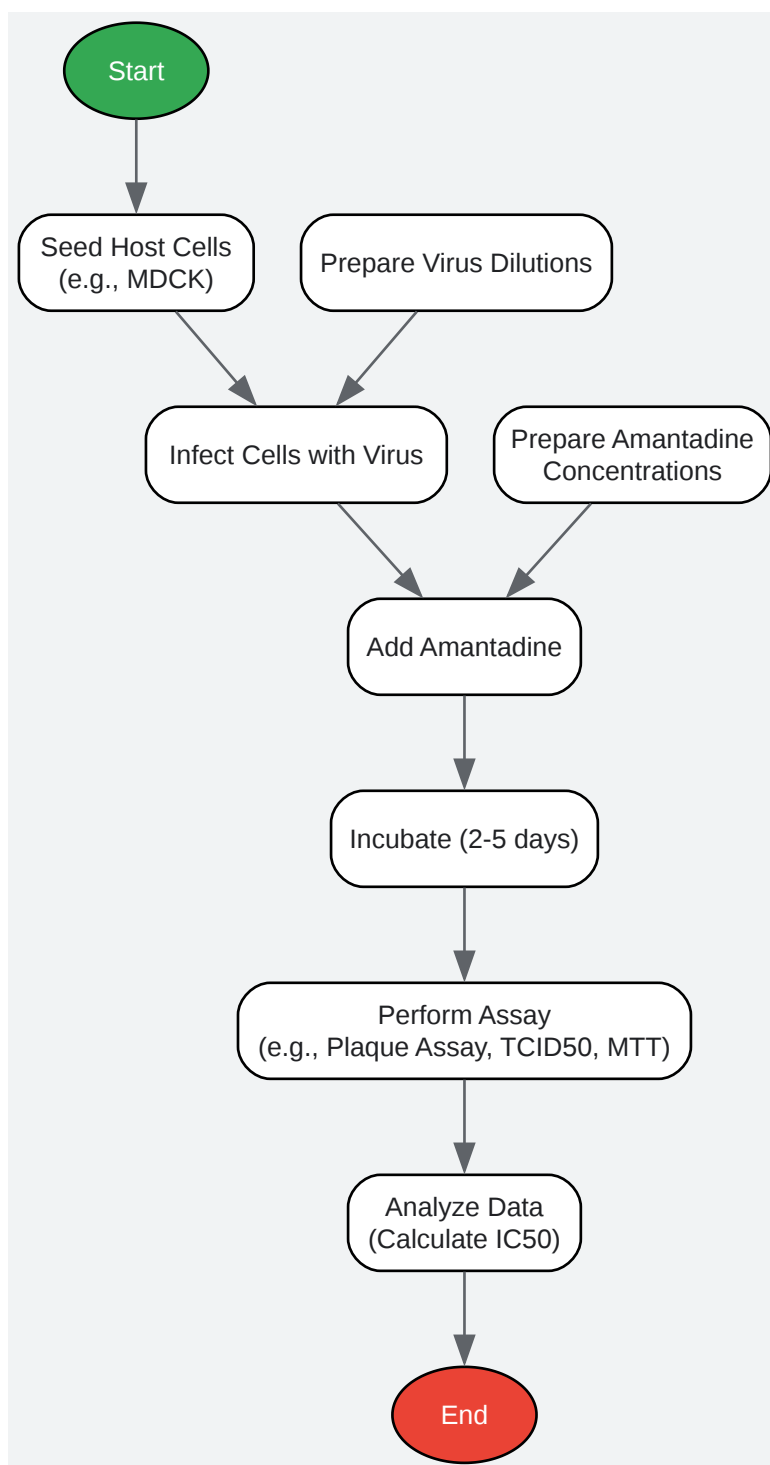 Start
Seed Host Cells
(e.g., MDCK)
Prepare Virus Dilutions
Infect Cells with Virus
Prepare Amantadine
Concentrations
Add Amantadine
Incubate (2-5 days)
Perform Assay
(e.g., Plaque Assay, TCID50, MTT)
Analyze Data
(Calculate IC50)
End